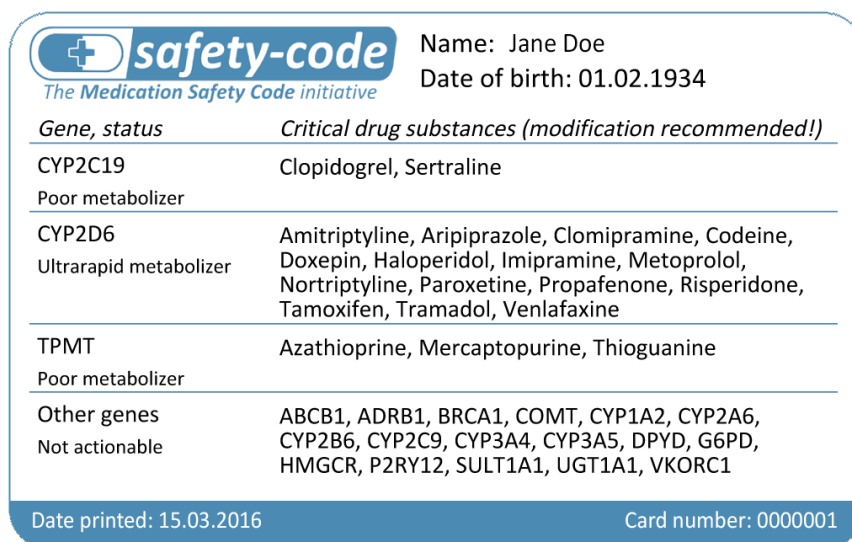 safety-code
The Medication Safety Code initiative
Name: Jane Doe
Date of birth: 01.02.1934
Gene, status
Critical drug substances (modification recommended!)
CYP2C19
Poor metabolizer
Clopidogrel, Sertraline
CYP2D6
Ultrarapid metabolizer
Amitriptyline, Aripiprazole, Clomipramine, Codeine,
Doxepin, Haloperidol, Imipramine, Metoprolol,
Nortriptyline, Paroxetine, Propafenone, Risperidone,
Tamoxifen, Tramadol, Venlafaxine
TPMT
Poor metabolizer
Azathioprine, Mercaptopurine, Thioguanine
Other genes
Not actionable
ABCB1, ADRB1, BRCA1, COMT, CYP1A2, CYP2A6,
CYP2B6, CYP2C9, CYP3A4, CYP3A5, DPYD, G6PD,
HMGCR, P2RY12, SULT1A1, UGT1A1, VKORC1
Date printed: 15.03.2016
Card number: 0000001